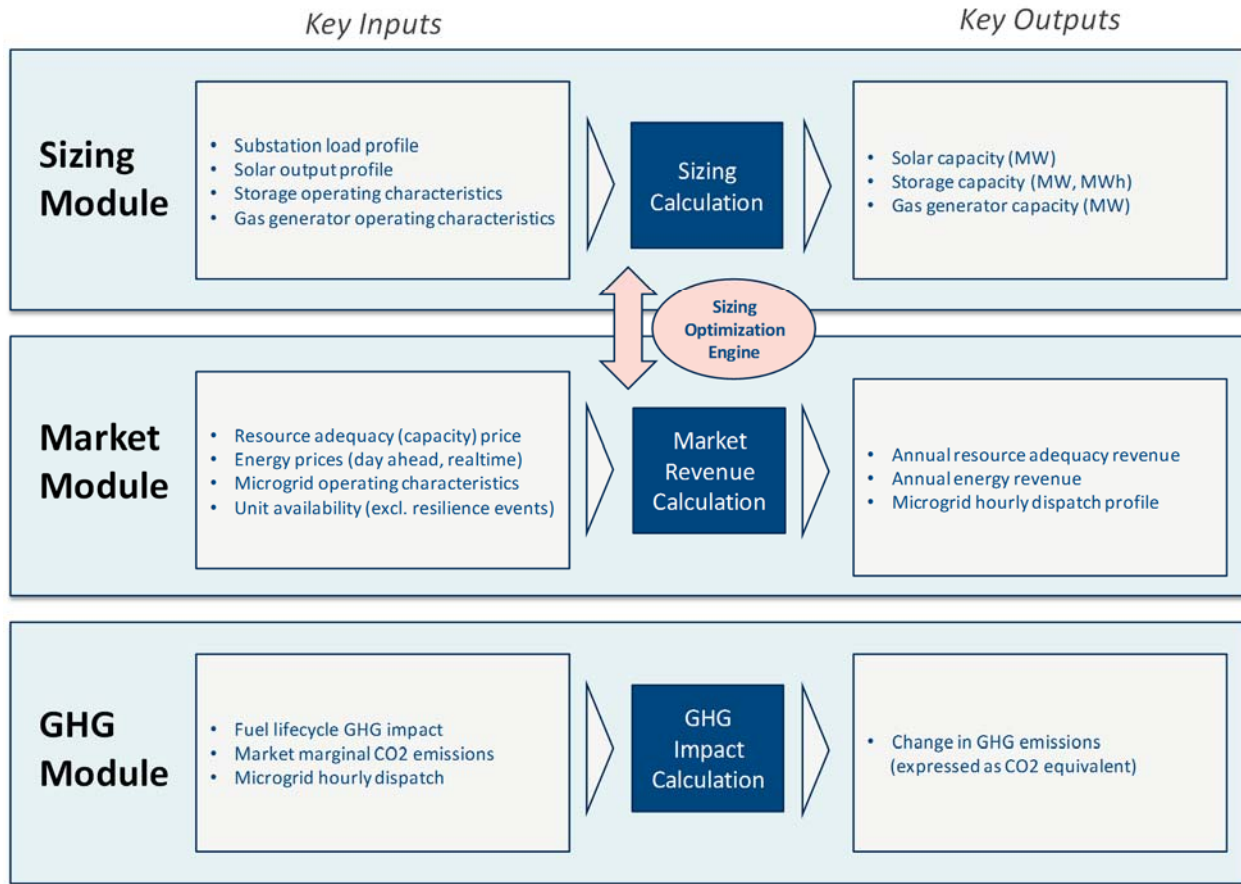 Key Inputs
Key Outputs
Sizing
Module
• Substation load profile
• Solar output profile
• Storage operating characteristics
• Gas generator operating characteristics
Sizing
Calculation
• Solar capacity (MW)
• Storage capacity (MW, MWh)
• Gas generator capacity (MW)
Sizing
Optimization
Engine
Market
Module
• Resource adequacy (capacity) price
• Energy prices (day ahead, realtime)
• Microgrid operating characteristics
• Unit availability (excl. resilience events)
Market
Revenue
Calculation
• Annual resource adequacy revenue
• Annual energy revenue
• Microgrid hourly dispatch profile
GHG
Module
• Fuel lifecycle GHG impact
• Market marginal CO2 emissions
• Microgrid hourly dispatch
GHG
Impact
Calculation
• Change in GHG emissions
(expressed as CO2 equivalent)